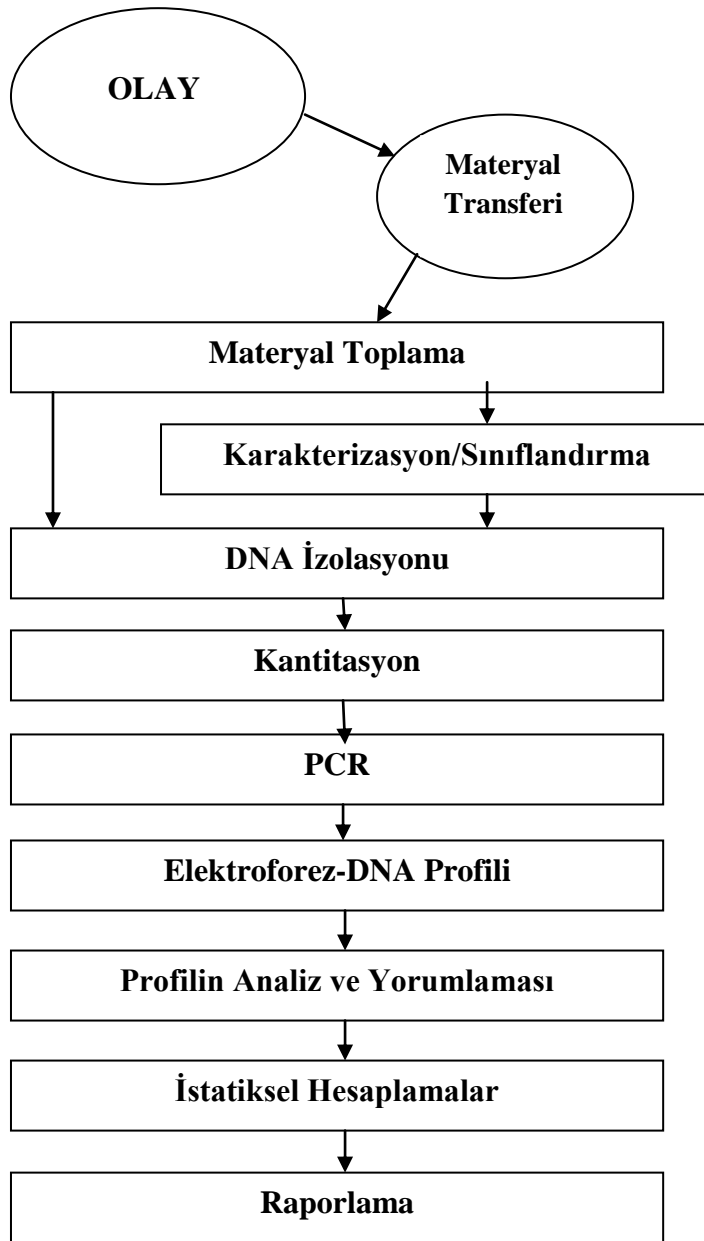 OLAY
Materyal
Transferi
Materyal Toplama
Karakterizasyon/Sınıflandırma
DNA İzolasyonu
Kantitasyon
PCR
Elektroforez-DNA Profili
Profilin Analiz ve Yorumlaması
İstatiksel Hesaplamalar
Raporlama